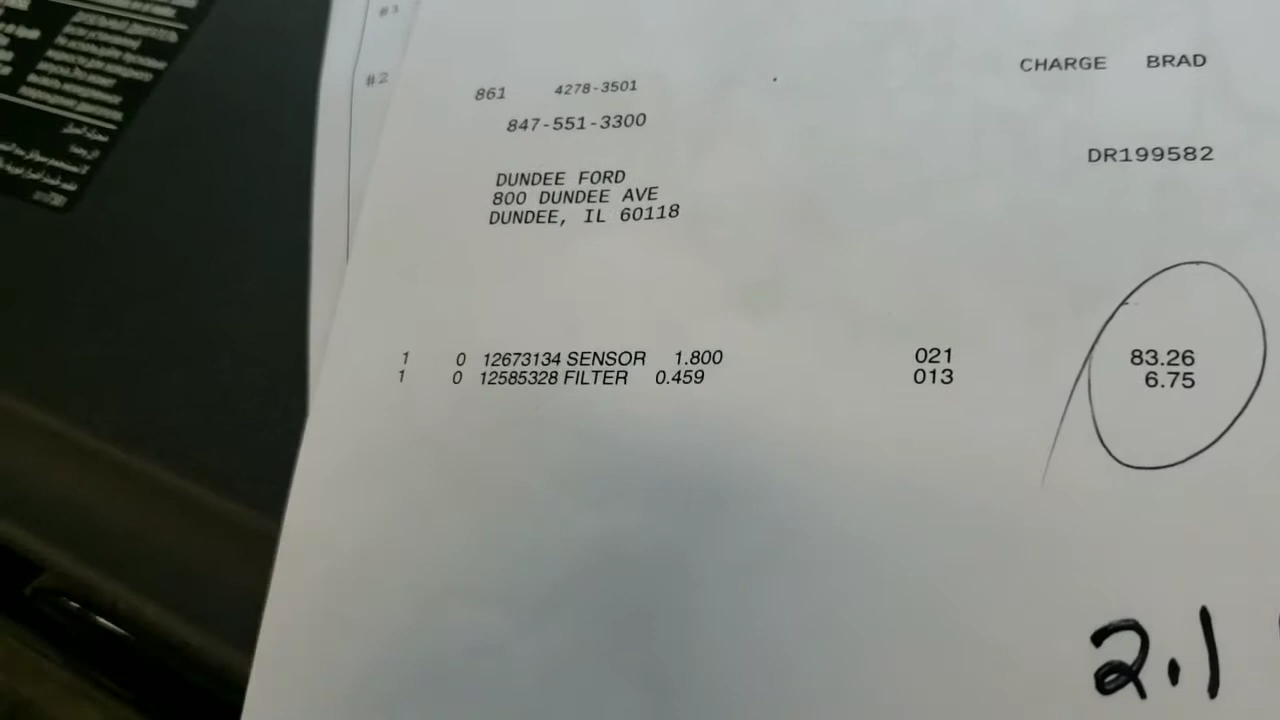 #3
#2
CHARGE BRAD
861 4278-3501
847-551-3300
DR199582
DUNDEE FORD
800 DUNDEE AVE
DUNDEE, IL 60118
1 0 12673134 SENSOR 1.800 021 83.26
1 0 12585328 FILTER 0.459 013 6.75
2.1